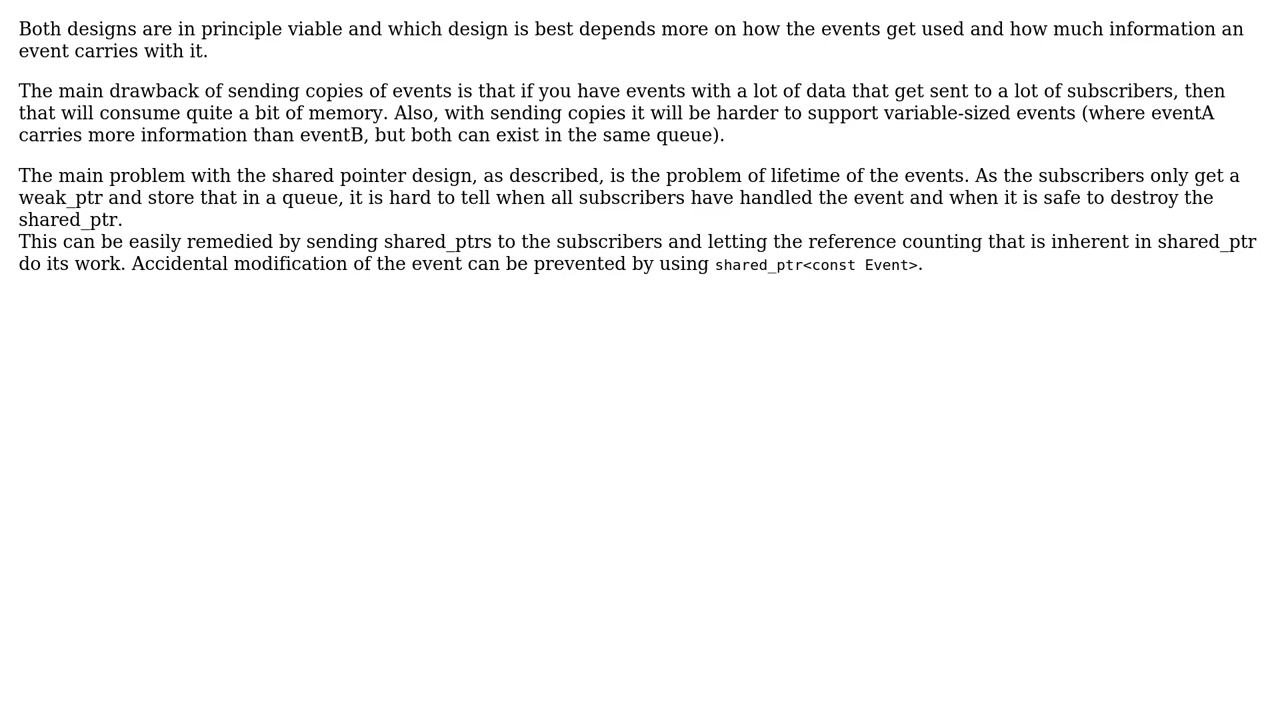 Both designs are in principle viable and which design is best depends more on how the events get used and how much information an
event carries with it.
The main drawback of sending copies of events is that if you have events with a lot of data that get sent to a lot of subscribers, then
that will consume quite a bit of memory. Also, with sending copies it will be harder to support variable-sized events (where eventA
carries more information than eventB, but both can exist in the same queue).
The main problem with the shared pointer design, as described, is the problem of lifetime of the events. As the subscribers only get a
weak_ptr and store that in a queue, it is hard to tell when all subscribers have handled the event and when it is safe to destroy the
shared_ptr.
This can be easily remedied by sending shared_ptrs to the subscribers and letting the reference counting that is inherent in shared_ptr
do its work. Accidental modification of the event can be prevented by using shared_ptr<const Event>.